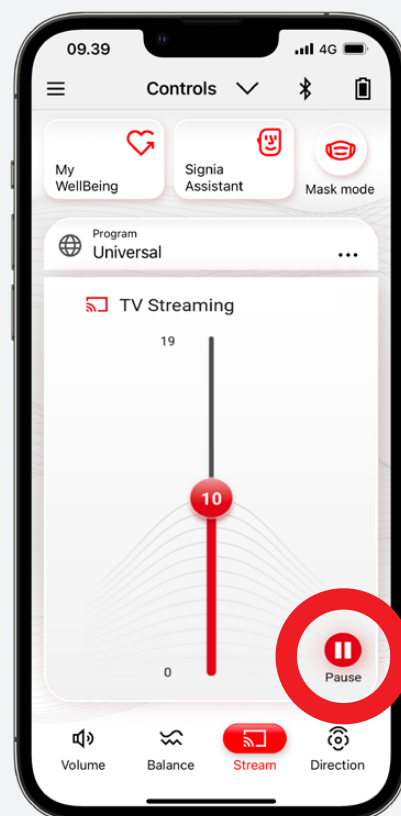 09.39
4G
Controls
My
WellBeing
Signia
Assistant
Mask mode
Program
Universal
...
TV Streaming
19
10
0
Pause
Volume
Balance
Stream
Direction